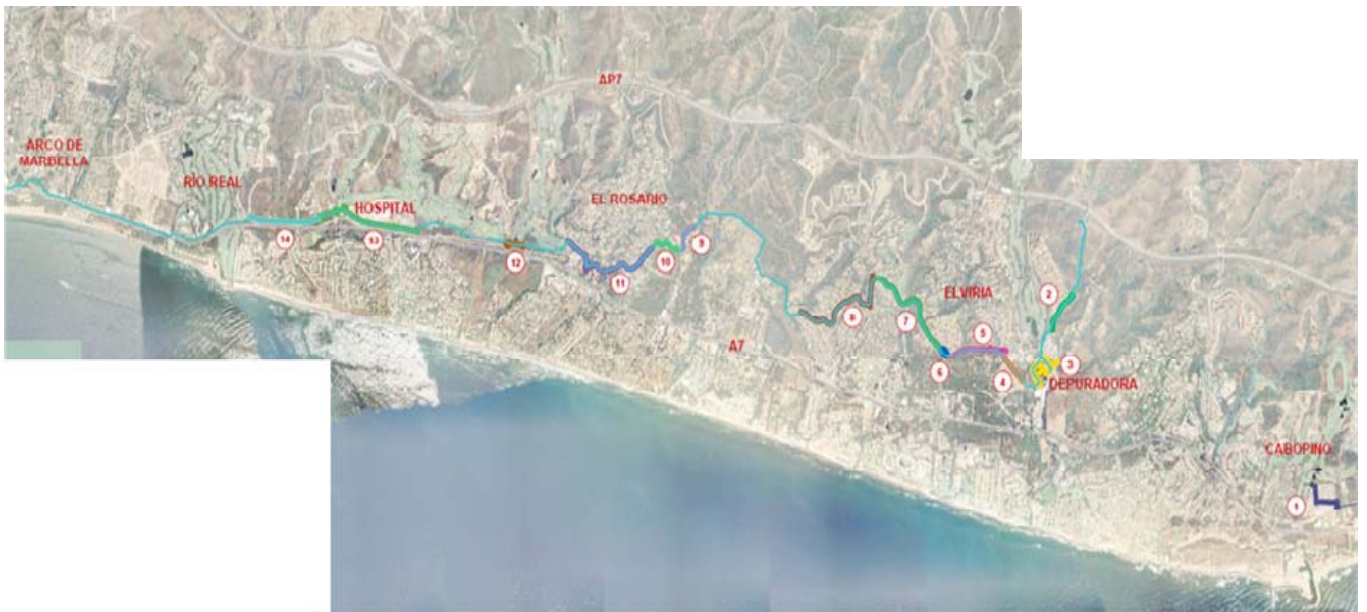 AP7
ARCO DE
MARBELLA
RÍO REAL
HOSPITAL
EL ROSARIO
14
13
12
11
10
9
ELVIRIA
2
8
7
5
A7
6
4
3
DEPURADORA
CABOPINO
1